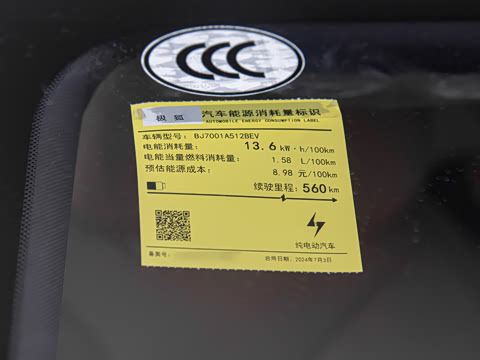 CCC
极狐 汽车能源消耗量标识
AUTOMOBILE ENERGY CONSUMPTION LABEL
车辆型号: BJ7001A512BEV
电能消耗量: 13.6 kW·h/100km
电能当量燃料消耗量: 1.58 L/100km
预估能源成本: 8.98 元/100km
续驶里程: 560 km
纯电动汽车
备案号:
启用日期: 2024年7月3日